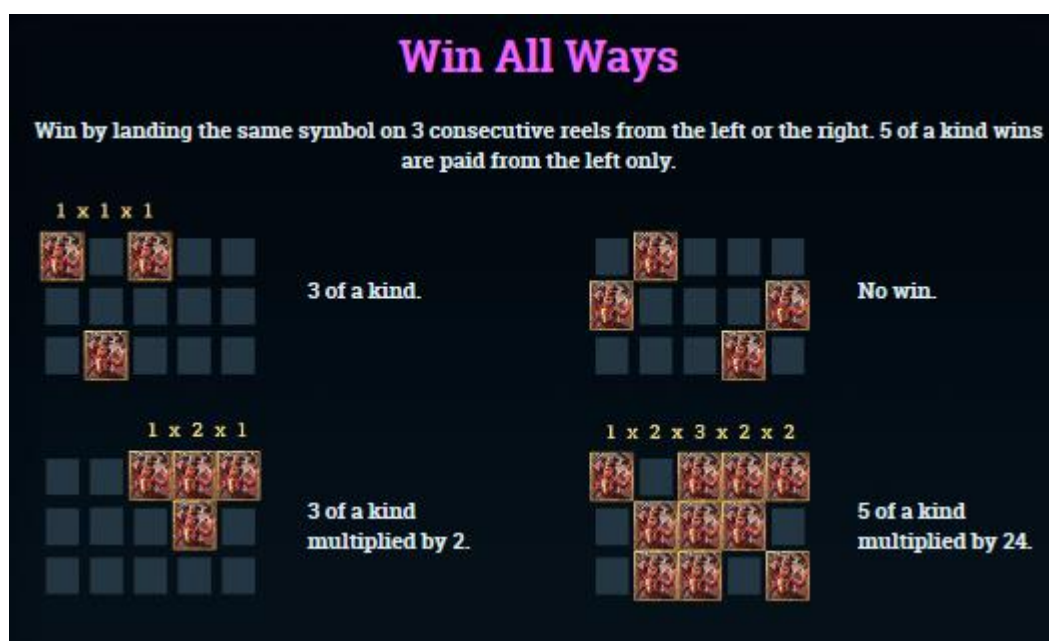 Win All Ways
Win by landing the same symbol on 3 consecutive reels from the left or the right. 5 of a kind wins
are paid from the left only.
1 x 1 x 1
3 of a kind.
No win.
1 x 2 x 1
3 of a kind
multiplied by 2.
1 x 2 x 3 x 2 x 2
5 of a kind
multiplied by 24.